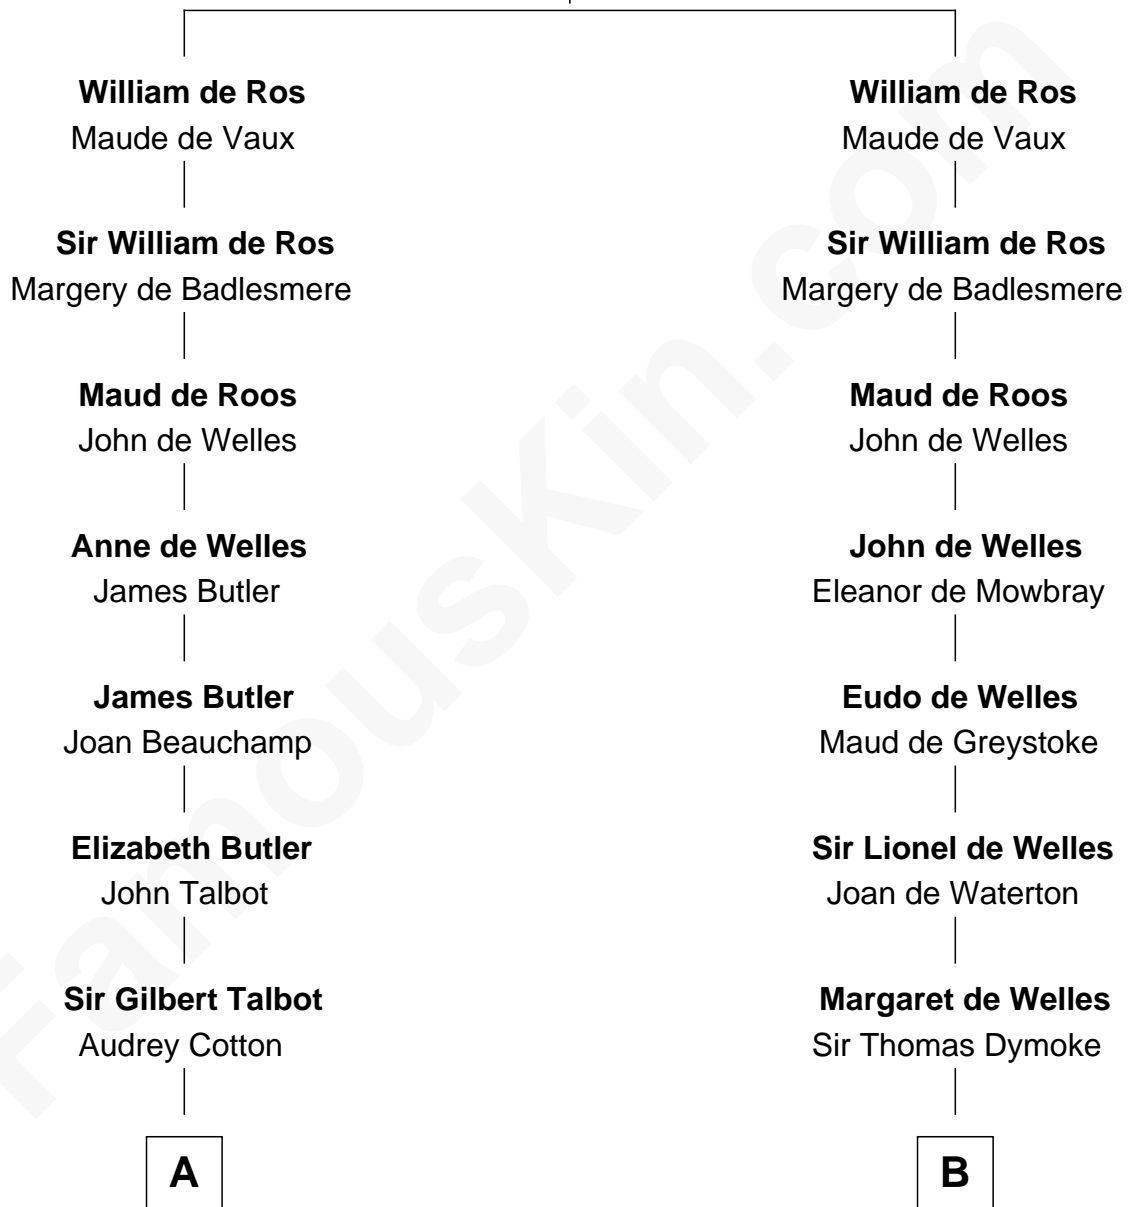 William de Ros
Maude de Vaux
Sir William de Ros
Margery de Badlesmere
Maud de Roos
John de Welles
Anne de Welles
James Butler
James Butler
Joan Beauchamp
Elizabeth Butler
John Talbot
Sir Gilbert Talbot
Audrey Cotton
A
William de Ros
Maude de Vaux
Sir William de Ros
Margery de Badlesmere
Maud de Roos
John de Welles
John de Welles
Eleanor de Mowbray
Eudo de Welles
Maud de Greystoke
Sir Lionel de Welles
Joan de Waterton
Margaret de Welles
Sir Thomas Dymoke
B
FamousKin.com